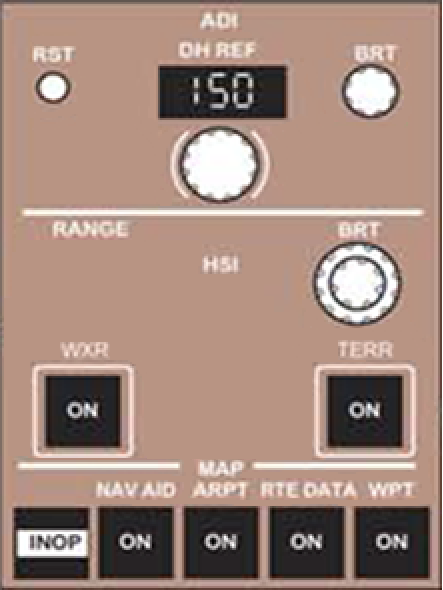 ADI
RST DH REF BRT
150
RANGE BRT
HSI
WXR TERR
ON ON
MAP
NAV AID ARPT RTE DATA WPT
INOP ON ON ON ON